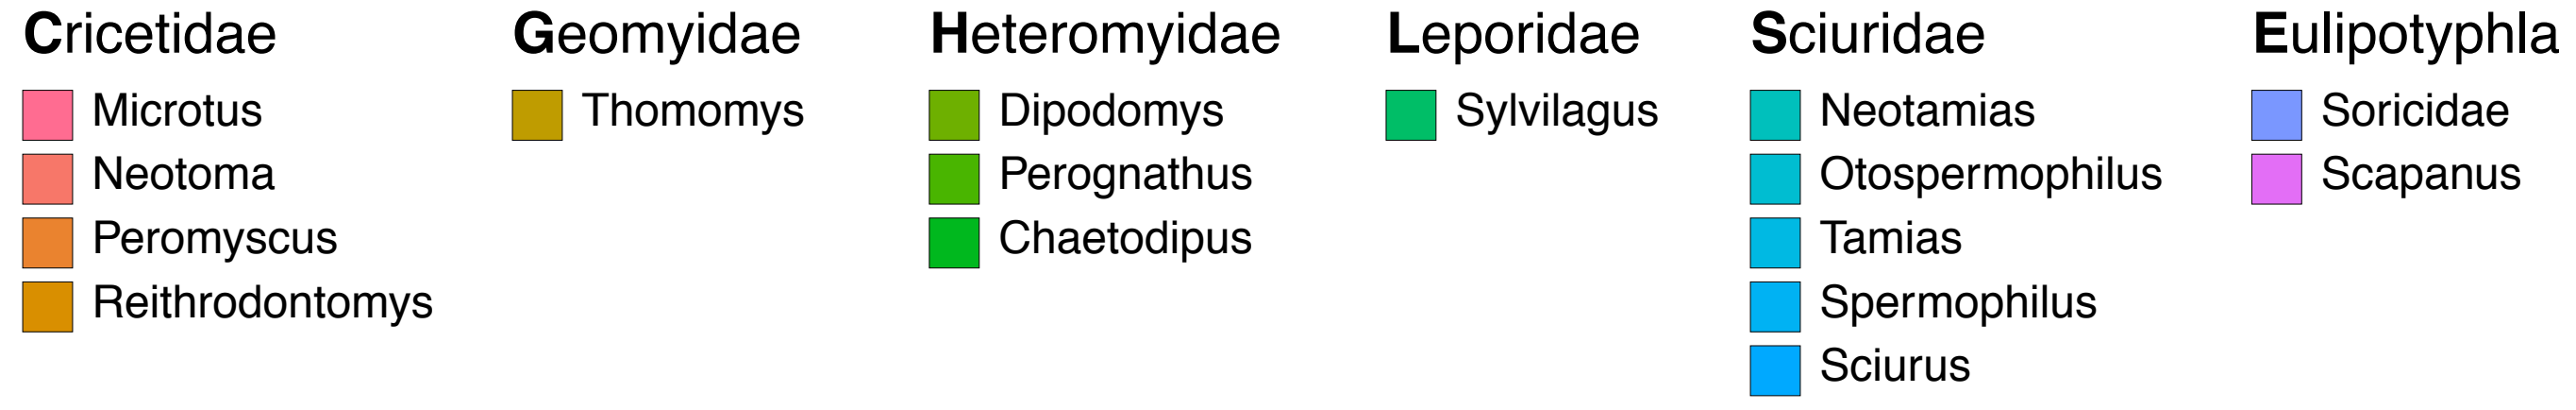 Cricetidae
Microtus
Neotoma
Peromyscus
Reithrodontomys
Geomyidae
Thomomys
Heteromyidae
Dipodomys
Perognathus
Chaetodipus
Leporidae
Sylvilagus
Sciuridae
Neotamias
Otospermophilus
Tamias
Spermophilus
Sciurus
Eulipotyphla
Soricidae
Scapanus